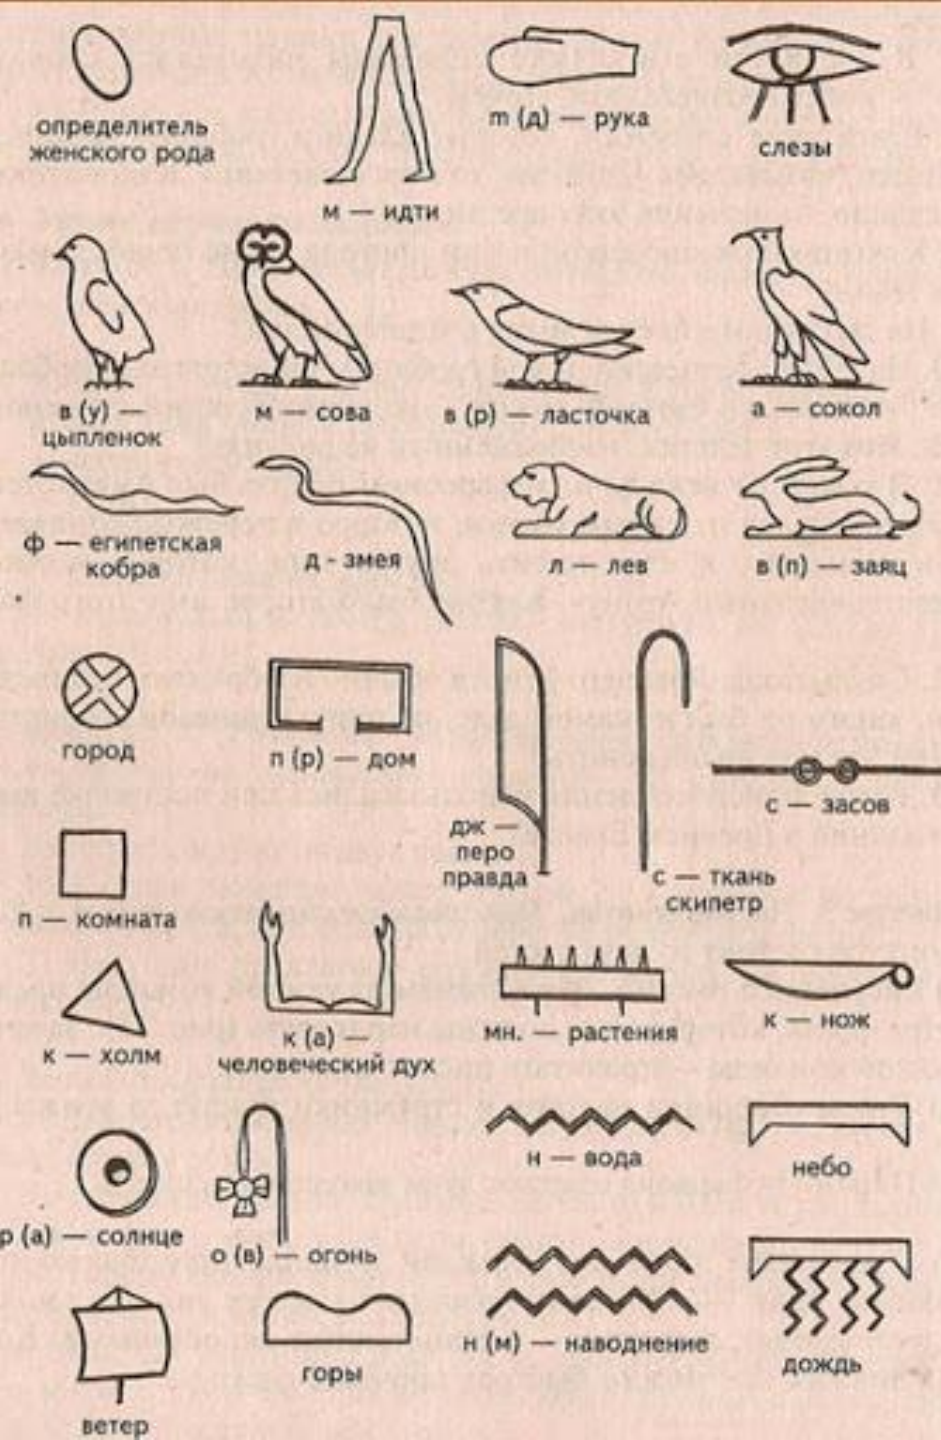 определитель
женского рода
м — идти
т (д) — рука
слезы
в (у) —
цыпленок
м — сова
в (р) — ласточка
а — сокол
ф — египетская
кобра
д - змея
л — лев
в (п) — заяц
город
п (р) — дом
дж —
перо
правда
с — ткань
скипетр
с — засов
п — комната
к — холм
к (а) —
человеческий дух
мн. — растения
к — нож
р (а) — солнце
о (в) — огонь
н — вода
небо
ветер
горы
н (м) — наводнение
дождь